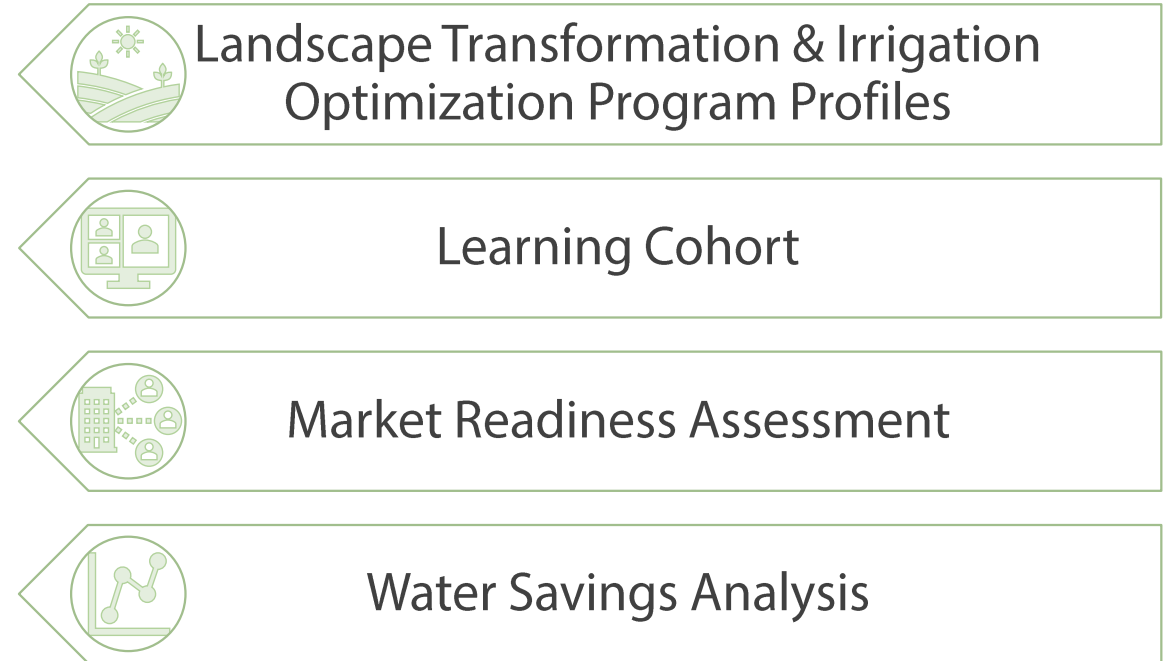 Landscape Transformation & Irrigation
Optimization Program Profiles
Learning Cohort
Market Readiness Assessment
Water Savings Analysis